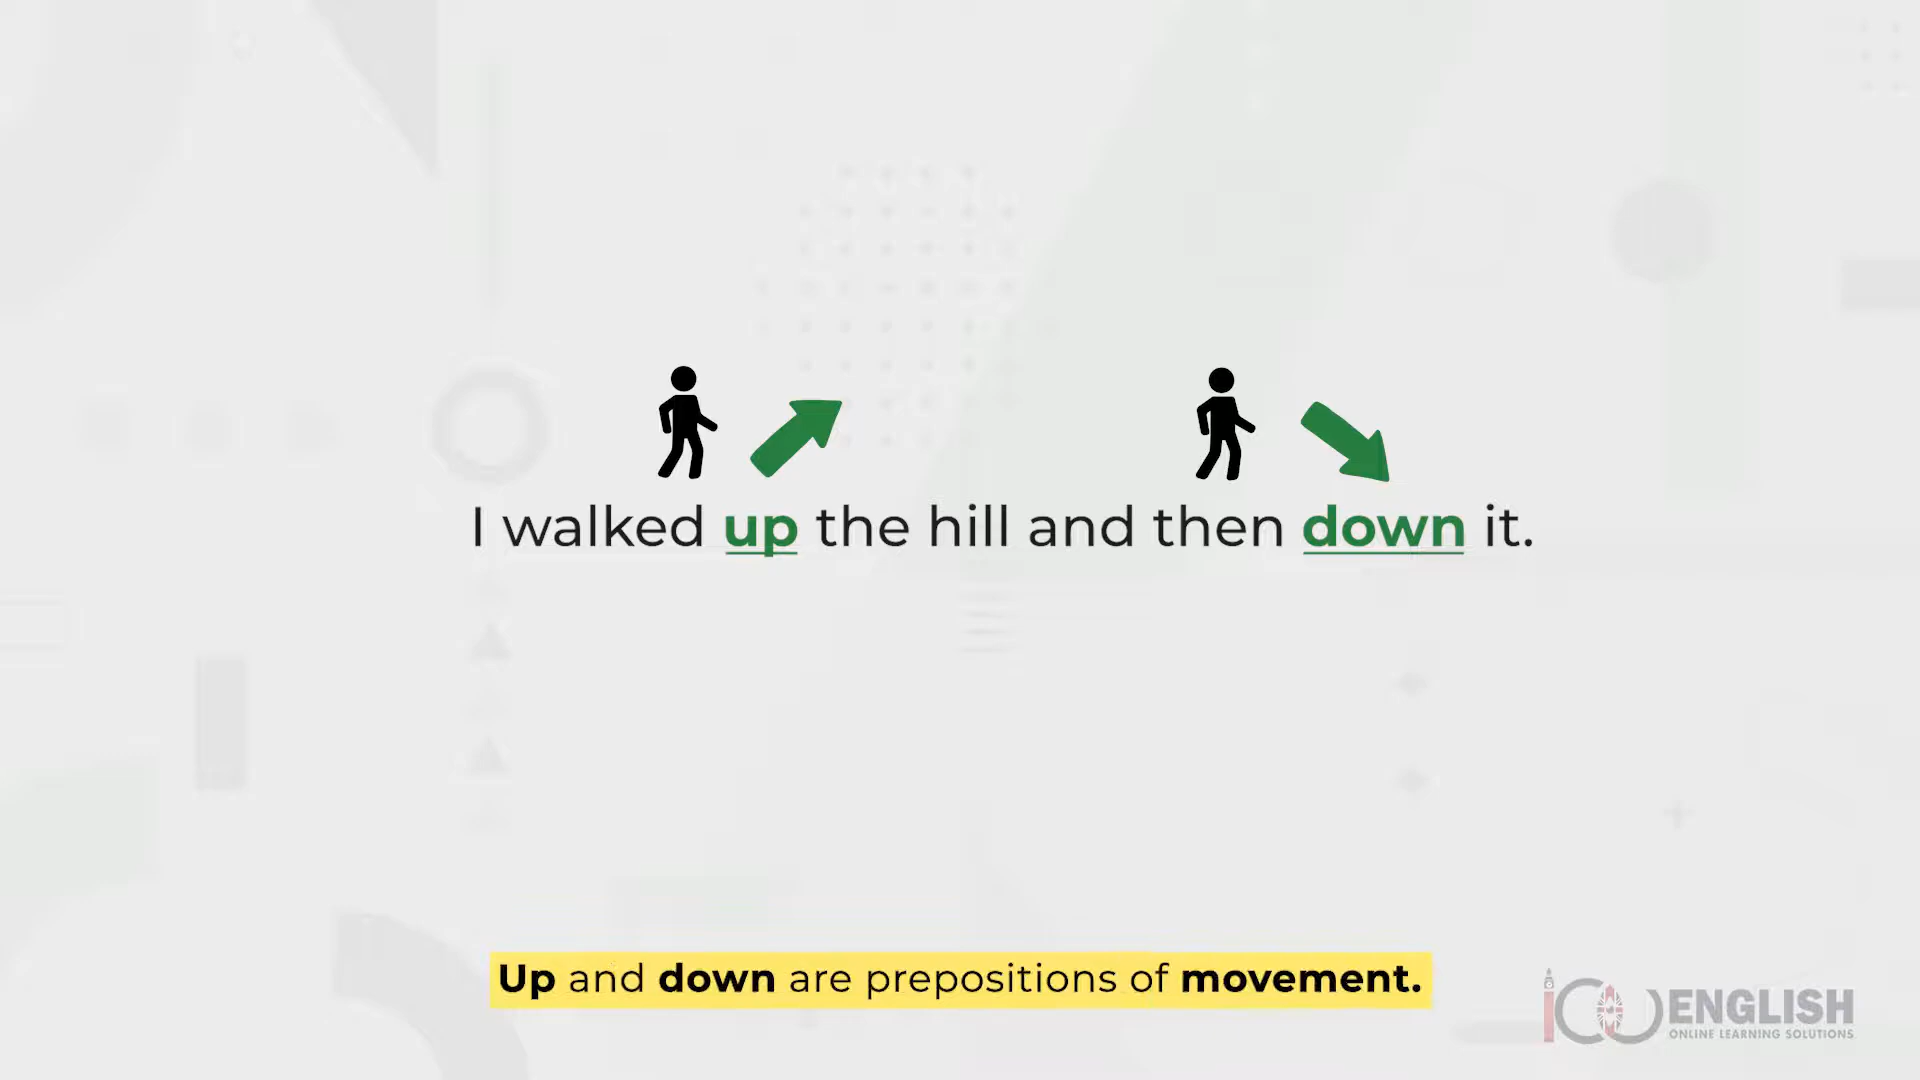 I walked up the hill and then down it.
Up and down are prepositions of movement.
ENGLISH
ONLINE LEARNING SOLUTIONS